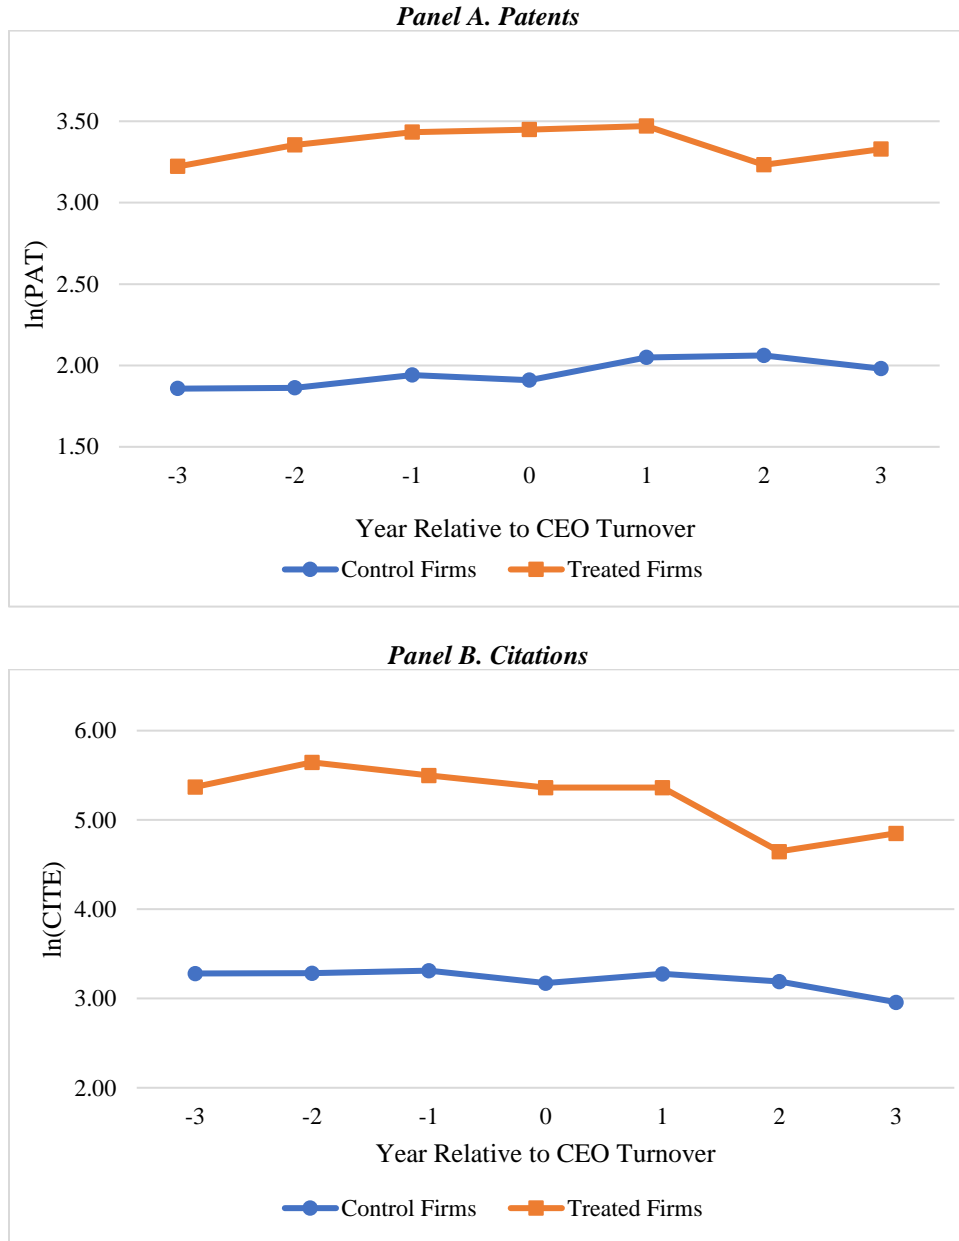 Panel A. Patents
3.50
3.00
2.50
2.00
1.50
ln(PAT)
-3 -2 -1 0 1 2 3
Year Relative to CEO Turnover
Control Firms Treated Firms
Panel B. Citations
6.00
5.00
4.00
3.00
2.00
ln(CITE)
-3 -2 -1 0 1 2 3
Year Relative to CEO Turnover
Control Firms Treated Firms